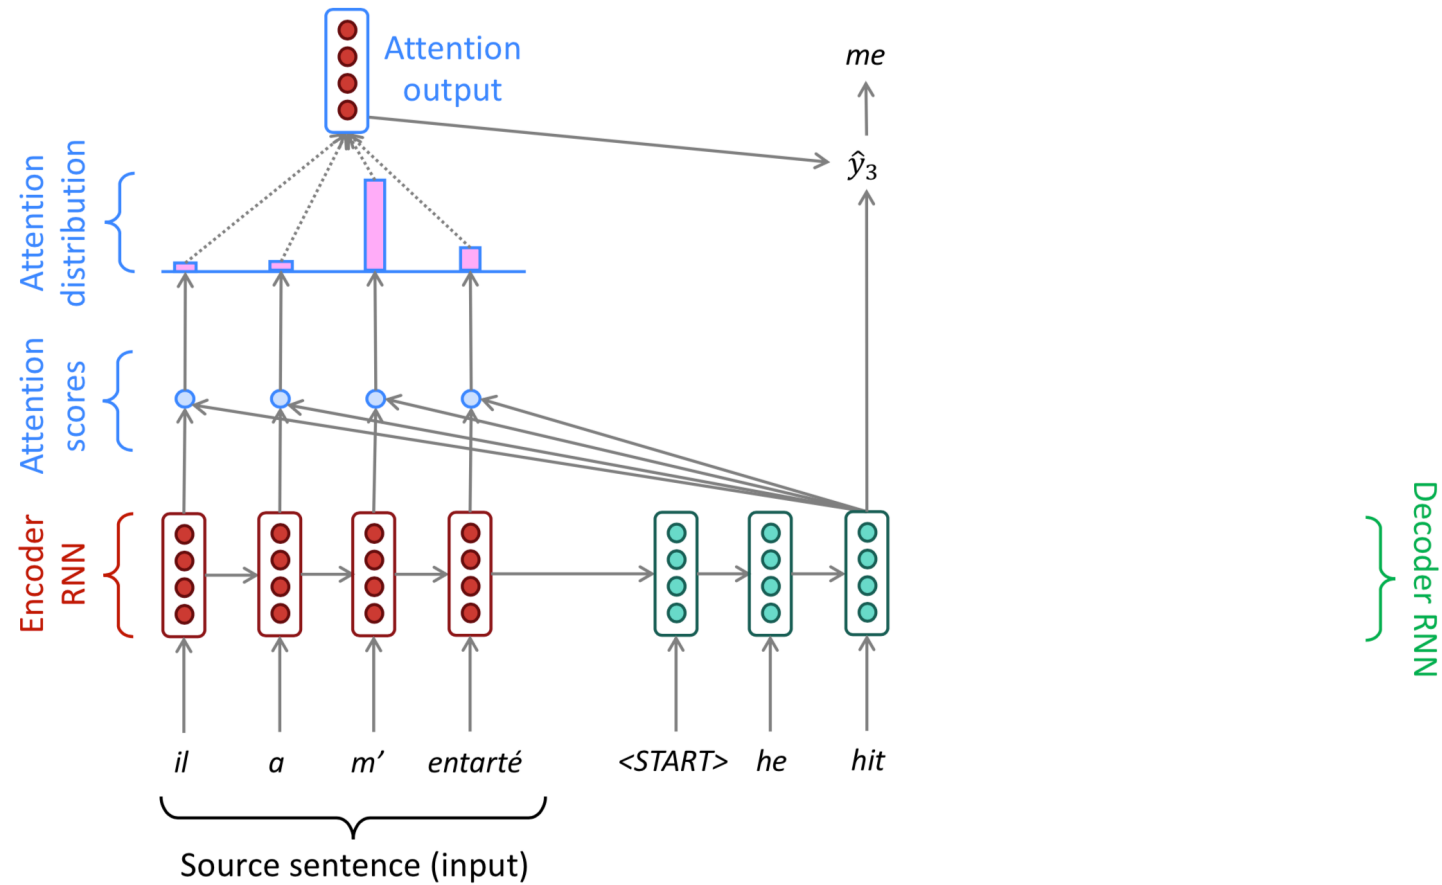 Attention
output
me
Attention
distribution
ŷ₃
Attention
scores
Encoder
RNN
Decoder RNN
il a m’ entarté <START> he hit
Source sentence (input)